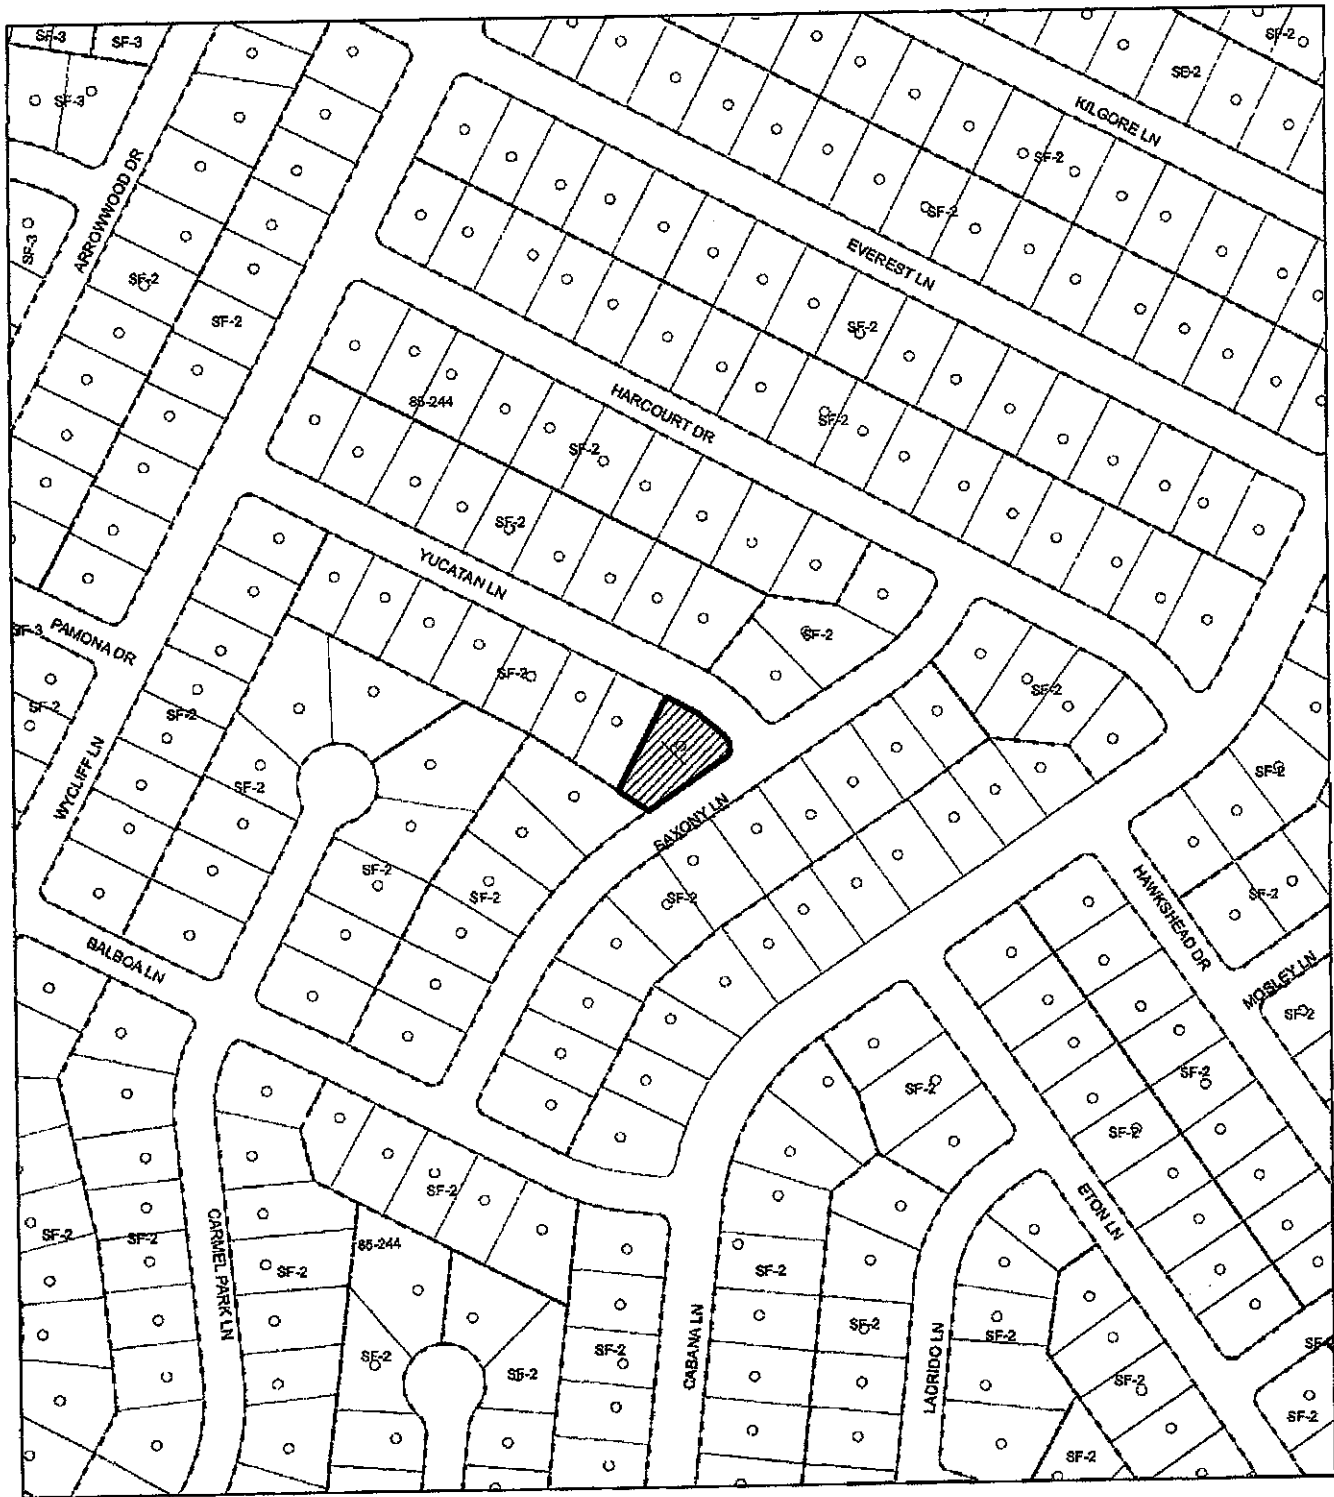 SF-3
SF-3
SF-2
SF-2
SF-3
KILGORE LN
SF-2
ARROWWOOD DR
SF-2
SF-3
EVEREST LN
SF-2
SF-2
SF-2
85-244
HARCOURT DR
SF-2
SF-2
SF-2
YUCATAN LN
SF-3
PAMONA DR
SF-2
SF-2
SF-2
SF-2
SF-2
WYCLIFF LN
SF-2
SF-2
SAXONY LN
SF-2
SF-2
SF-2
HAWKSHEAD DR
SF-2
BALBOA LN
MOSLEY LN
SF-2
SF-2
SF-2
SF-2
SF-2
ETON LN
SF-2
SF-2
CARMEL PARK LN
85-244
SF-2
SF-2
CABANA LN
SF-2
LADRIDO LN
SF-2
SF-2
SF-2
SF-2
SF-2
SF-2
SF-2